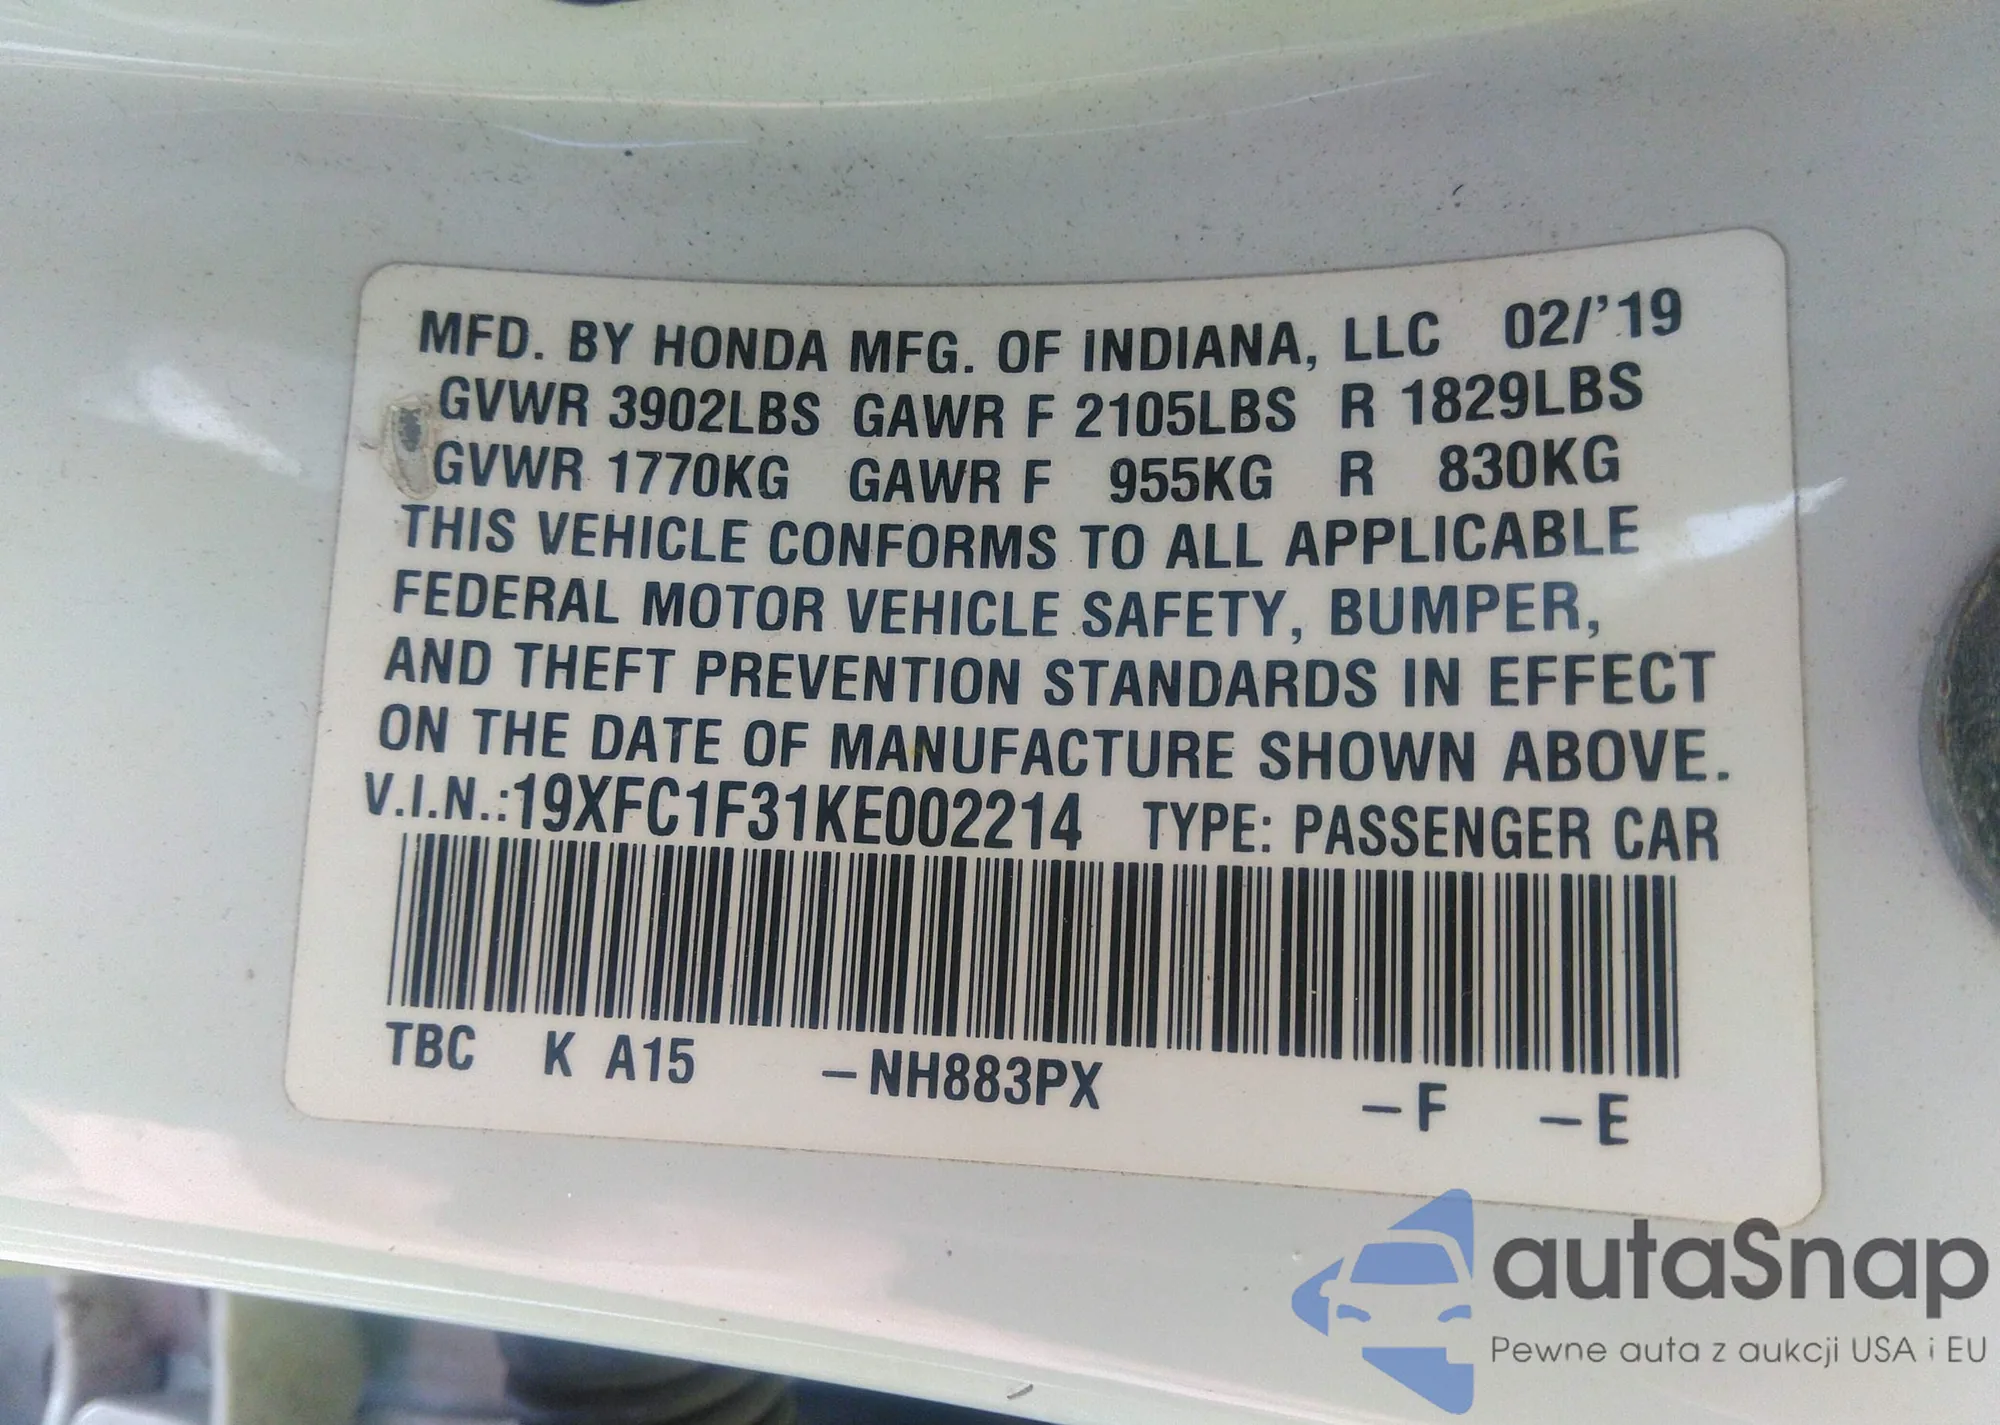 MFD. BY HONDA MFG. OF INDIANA, LLC 02/'19
GVWR 3902LBS GAWR F 2105LBS R 1829LBS
GVWR 1770KG GAWR F 955KG R 830KG
THIS VEHICLE CONFORMS TO ALL APPLICABLE
FEDERAL MOTOR VEHICLE SAFETY, BUMPER,
AND THEFT PREVENTION STANDARDS IN EFFECT
ON THE DATE OF MANUFACTURE SHOWN ABOVE.
V.I.N.:19XFC1F31KE002214 TYPE: PASSENGER CAR
TBC K A15 –NH883PX –F –E
autaSnap
Pewne auta z aukcji USA i EU